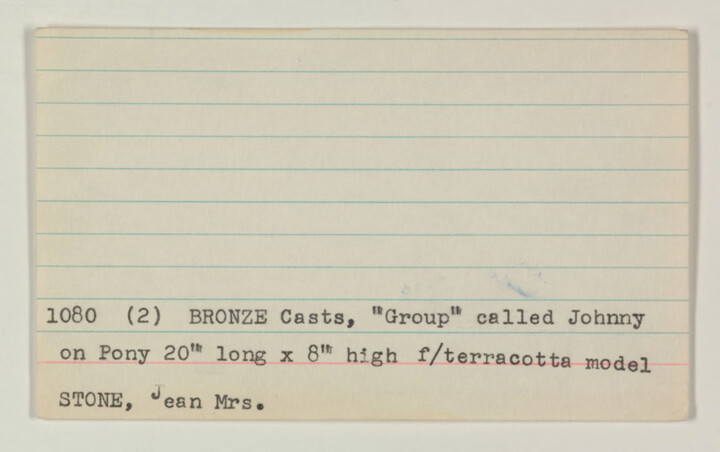 1080 (2) BRONZE Casts, "Group" called Johnny
on Pony 20" long x 8" high f/terracotta model
STONE, Jean Mrs.